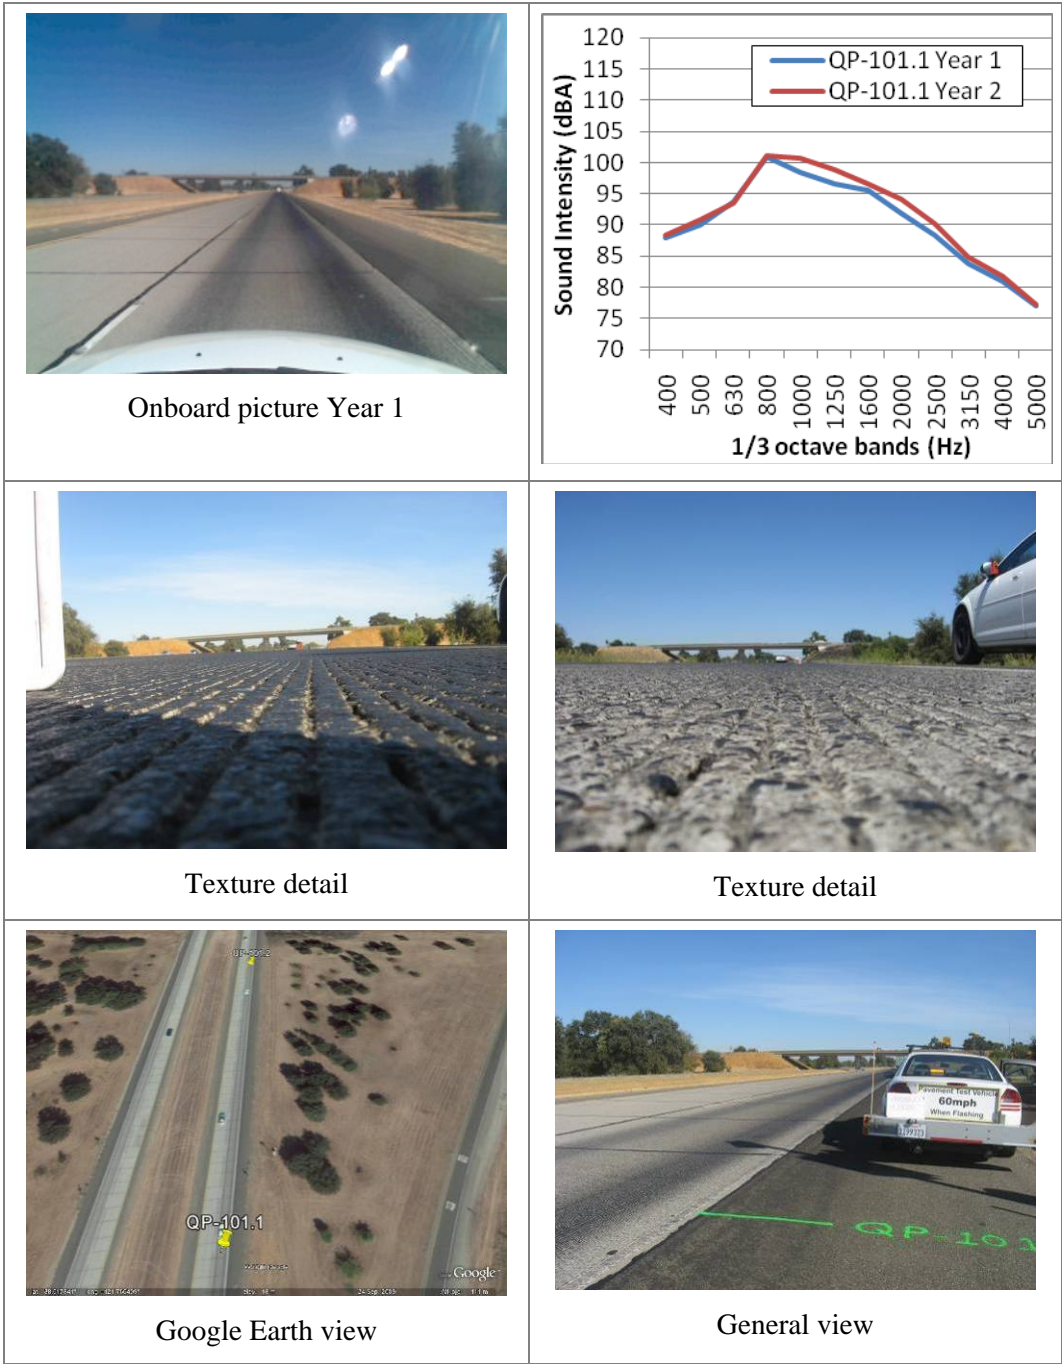 Onboard picture Year 1
120
115
110
105
100
95
90
85
80
75
70
Sound Intensity (dBA)
QP-101.1 Year 1
QP-101.1 Year 2
400
500
630
800
1000
1250
1600
2000
2500
3150
4000
5000
1/3 octave bands (Hz)
Texture detail
Texture detail
QP-101.1
Google
24 Sep, 2009
Google Earth view
Pavement Test Vehicle
60mph
When Flashing
QP-101
General view